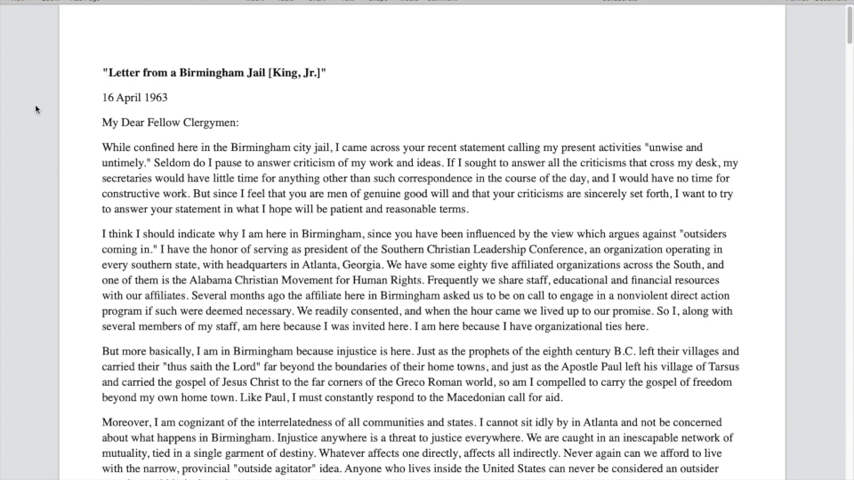 "Letter from a Birmingham Jail [King, Jr.]"
16 April 1963
My Dear Fellow Clergymen:
While confined here in the Birmingham city jail, I came across your recent statement calling my present activities "unwise and
untimely." Seldom do I pause to answer criticism of my work and ideas. If I sought to answer all the criticisms that cross my desk, my
secretaries would have little time for anything other than such correspondence in the course of the day, and I would have no time for
constructive work. But since I feel that you are men of genuine good will and that your criticisms are sincerely set forth, I want to try
to answer your statement in what I hope will be patient and reasonable terms.
I think I should indicate why I am here in Birmingham, since you have been influenced by the view which argues against "outsiders
coming in." I have the honor of serving as president of the Southern Christian Leadership Conference, an organization operating in
every southern state, with headquarters in Atlanta, Georgia. We have some eighty five affiliated organizations across the South, and
one of them is the Alabama Christian Movement for Human Rights. Frequently we share staff, educational and financial resources
with our affiliates. Several months ago the affiliate here in Birmingham asked us to be on call to engage in a nonviolent direct action
program if such were deemed necessary. We readily consented, and when the hour came we lived up to our promise. So I, along with
several members of my staff, am here because I was invited here. I am here because I have organizational ties here.
But more basically, I am in Birmingham because injustice is here. Just as the prophets of the eighth century B.C. left their villages and
carried their "thus saith the Lord" far beyond the boundaries of their home towns, and just as the Apostle Paul left his village of Tarsus
and carried the gospel of Jesus Christ to the far corners of the Greco Roman world, so am I compelled to carry the gospel of freedom
beyond my own home town. Like Paul, I must constantly respond to the Macedonian call for aid.
Moreover, I am cognizant of the interrelatedness of all communities and states. I cannot sit idly by in Atlanta and not be concerned
about what happens in Birmingham. Injustice anywhere is a threat to justice everywhere. We are caught in an inescapable network of
mutuality, tied in a single garment of destiny. Whatever affects one directly, affects all indirectly. Never again can we afford to live
with the narrow, provincial "outside agitator" idea. Anyone who lives inside the United States can never be considered an outsider